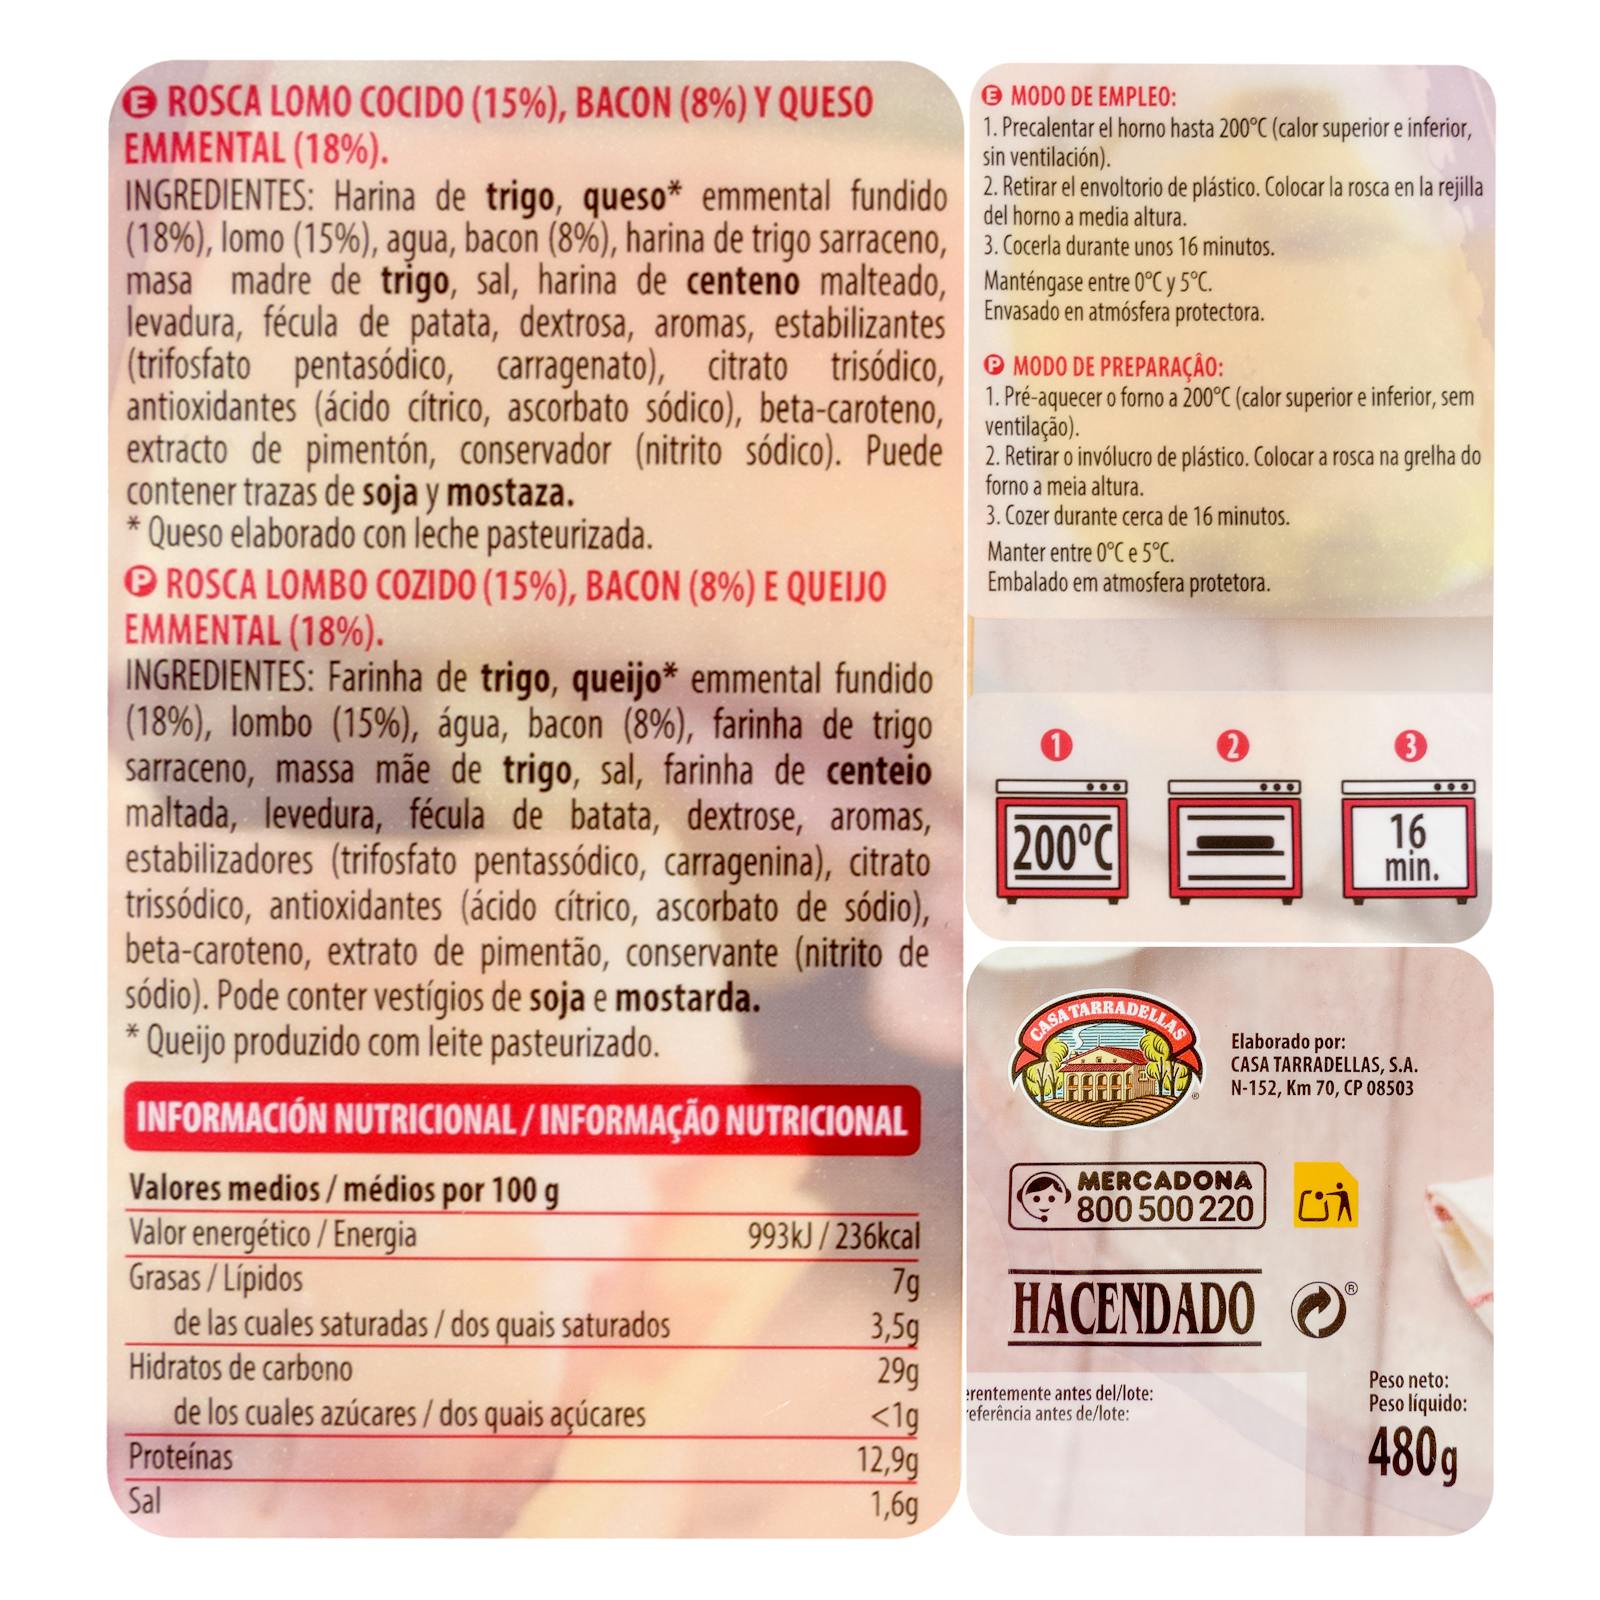 E ROSCA LOMO COCIDO (15%), BACON (8%) Y QUESO
EMMENTAL (18%).
INGREDIENTES: Harina de trigo, queso* emmental fundido
(18%), lomo (15%), agua, bacon (8%), harina de trigo sarraceno,
masa madre de trigo, sal, harina de centeno malteado,
levadura, fécula de patata, dextrosa, aromas, estabilizantes
(trifosfato pentasódico, carragenato), citrato trisódico,
antioxidantes (ácido cítrico, ascorbato sódico), beta-caroteno,
extracto de pimentón, conservador (nitrito sódico). Puede
contener trazas de soja y mostaza.
* Queso elaborado con leche pasteurizada.
P ROSCA LOMBO COZIDO (15%), BACON (8%) E QUEIJO
EMMENTAL (18%).
INGREDIENTES: Farinha de trigo, queijo* emmental fundido
(18%), lombo (15%), água, bacon (8%), farinha de trigo
sarraceno, massa mãe de trigo, sal, farinha de centeio
maltada, levedura, fécula de batata, dextrose, aromas,
estabilizadores (trifosfato pentassódico, carragenina), citrato
trissódico, antioxidantes (ácido cítrico, ascorbato de sódio),
beta-caroteno, extrato de pimentão, conservante (nitrito de
sódio). Pode conter vestígios de soja e mostarda.
* Queijo produzido com leite pasteurizado.
INFORMACIÓN NUTRICIONAL / INFORMAÇÃO NUTRICIONAL
Valores medios / médios por 100 g
Valor energético / Energia 993kJ / 236kcal
Grasas / Lípidos 7g
de las cuales saturadas / dos quais saturados 3,5g
Hidratos de carbono 29g
de los cuales azúcares / dos quais açúcares <1g
Proteínas 12,9g
Sal 1,6g
E MODO DE EMPLEO:
1. Precalentar el horno hasta 200°C (calor superior e inferior,
sin ventilación).
2. Retirar el envoltorio de plástico. Colocar la rosca en la rejilla
del horno a media altura.
3. Cocerla durante unos 16 minutos.
Manténgase entre 0°C y 5°C.
Envasado en atmósfera protectora.
P MODO DE PREPARAÇÂO:
1. Pré-aquecer o forno a 200°C (calor superior e inferior, sem
ventilação).
2. Retirar o invólucro de plástico. Colocar a rosca na grelha do
forno a meia altura.
3. Cozer durante cerca de 16 minutos.
Manter entre 0°C e 5°C.
Embalado em atmosfera protetora.
1 2 3
200°C
16
min.
CASA TARRADELLAS
®
Elaborado por:
CASA TARRADELLAS, S.A.
N-152, Km 70, CP 08503
MERCADONA
800 500 220
HACENDADO
®
erentemente antes del/lote:
eferência antes de/lote:
Peso neto:
Peso líquido:
480g